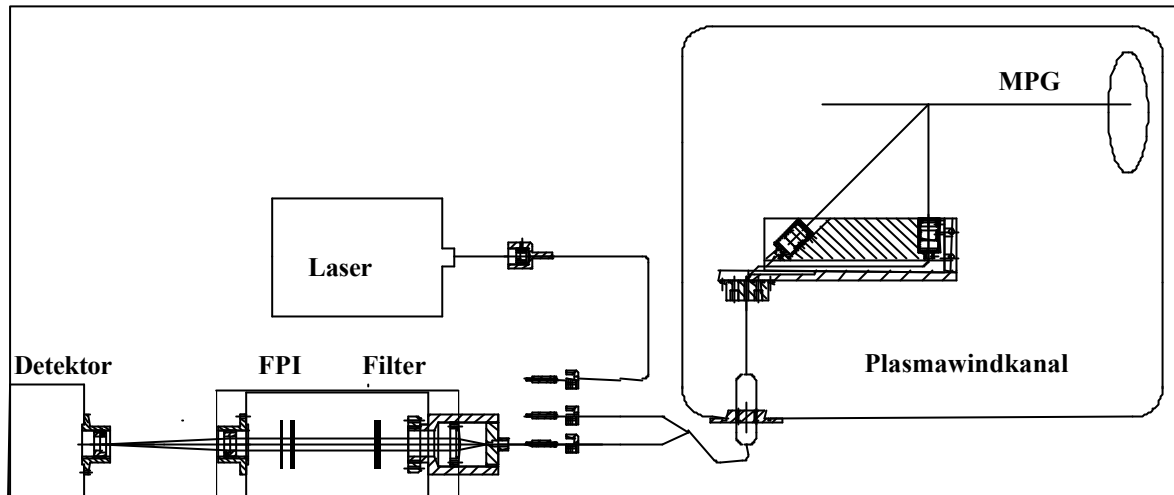 MPG
Laser
Detektor
FPI
Filter
Plasmawindkanal